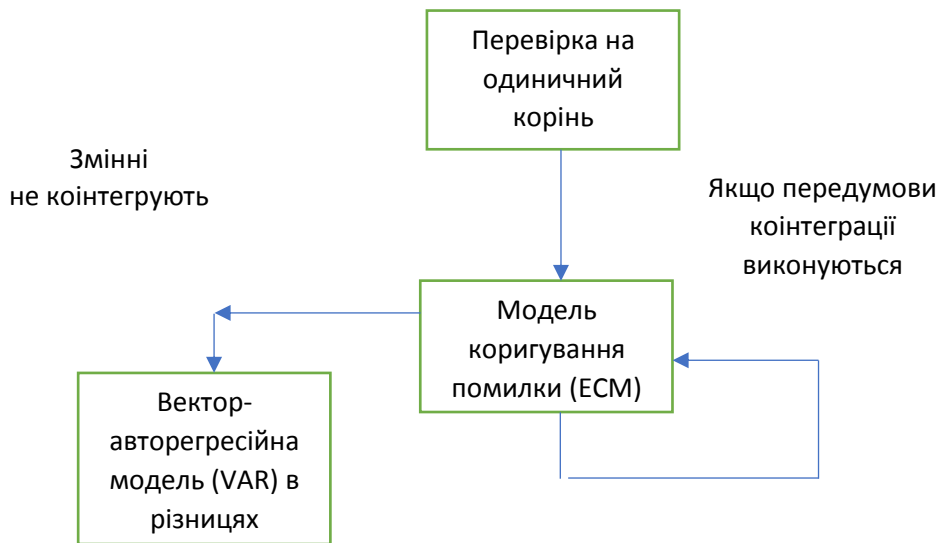 Перевірка на
одиничний
корінь
Змінні
не коінтегрують
Якщо передумови
коінтеграції
виконуються
Модель
коригування
помилки (ECM)
Вектор-
авторегресійна
модель (VAR) в
різницях